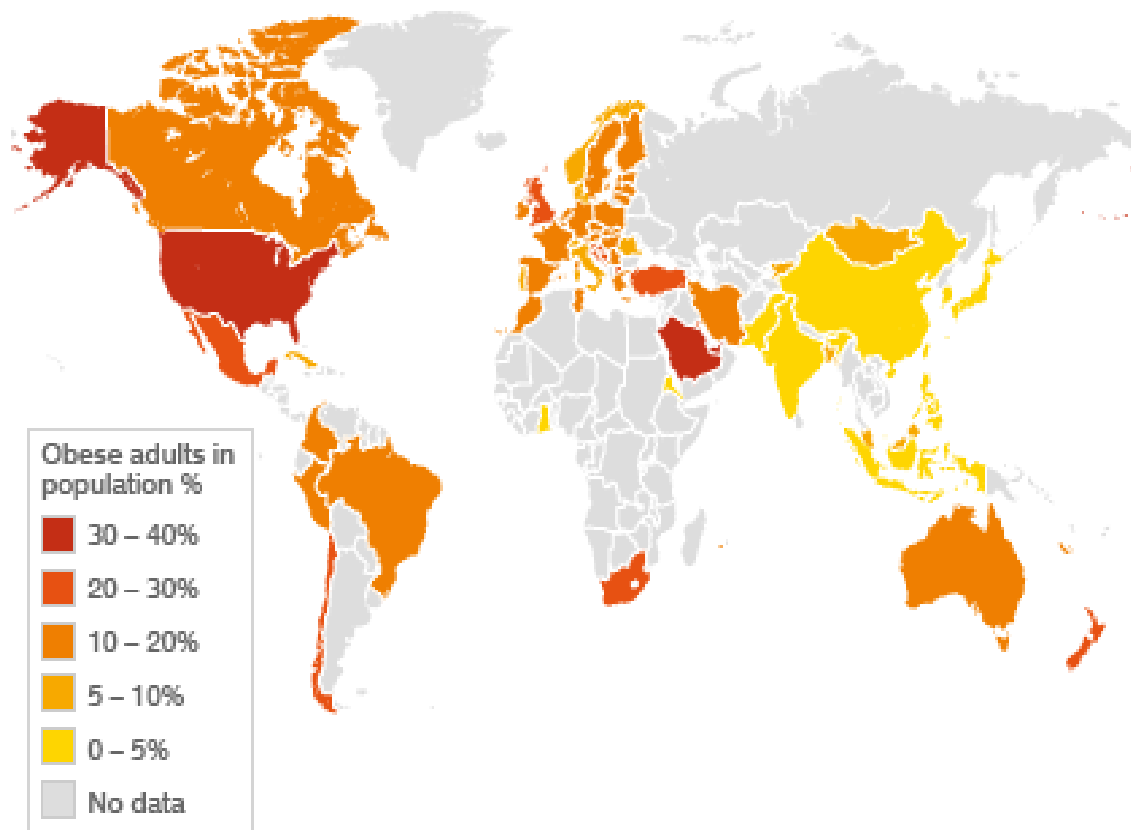 Obese adults in
population %
30 – 40%
20 – 30%
10 – 20%
5 – 10%
0 – 5%
No data